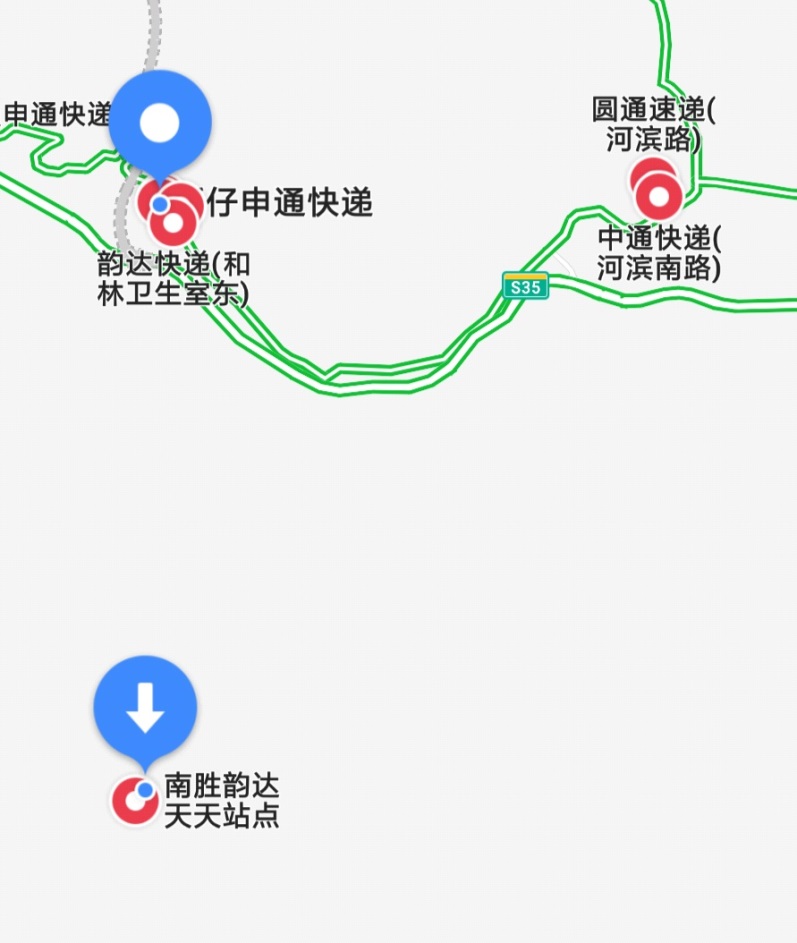 申通快递
圆通速递(
河滨路)
仔申通快递
中通快递(
河滨南路)
韵达快递(和
林卫生室东)
S35
南胜韵达
天天站点